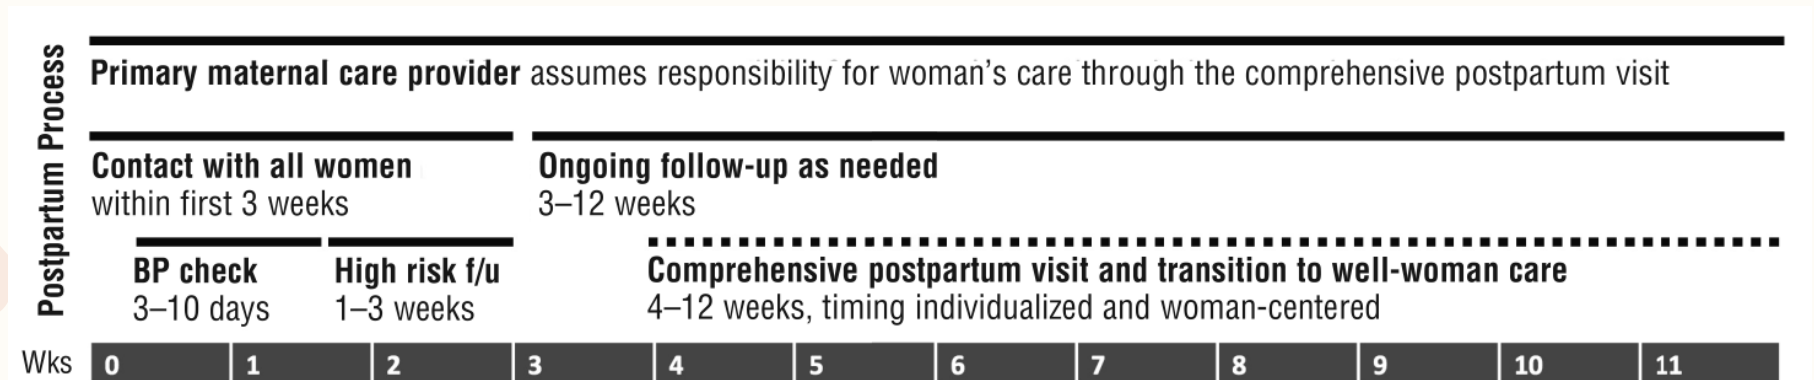 Postpartum Process
Primary maternal care provider assumes responsibility for woman's care through the comprehensive postpartum visit
Contact with all women
within first 3 weeks
Ongoing follow-up as needed
3–12 weeks
BP check
3–10 days
High risk f/u
1–3 weeks
Comprehensive postpartum visit and transition to well-woman care
4–12 weeks, timing individualized and woman-centered
Wks 0 1 2 3 4 5 6 7 8 9 10 11